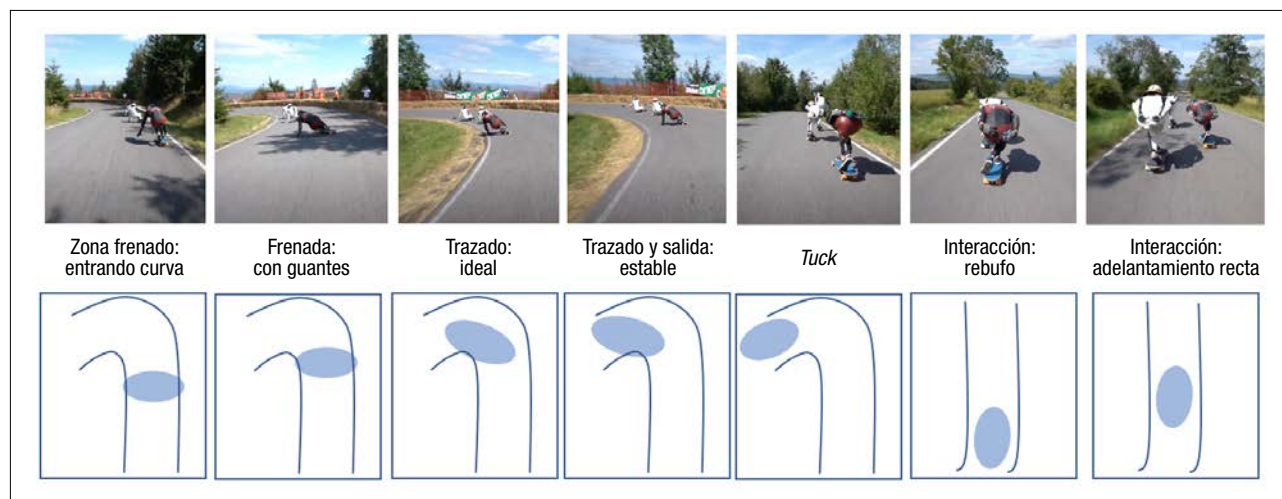 Zona frenado:
entrando curva
Frenada:
con guantes
Trazado:
ideal
Trazado y salida:
estable
Tuck
Interacción:
rebufo
Interacción:
adelantamiento recta